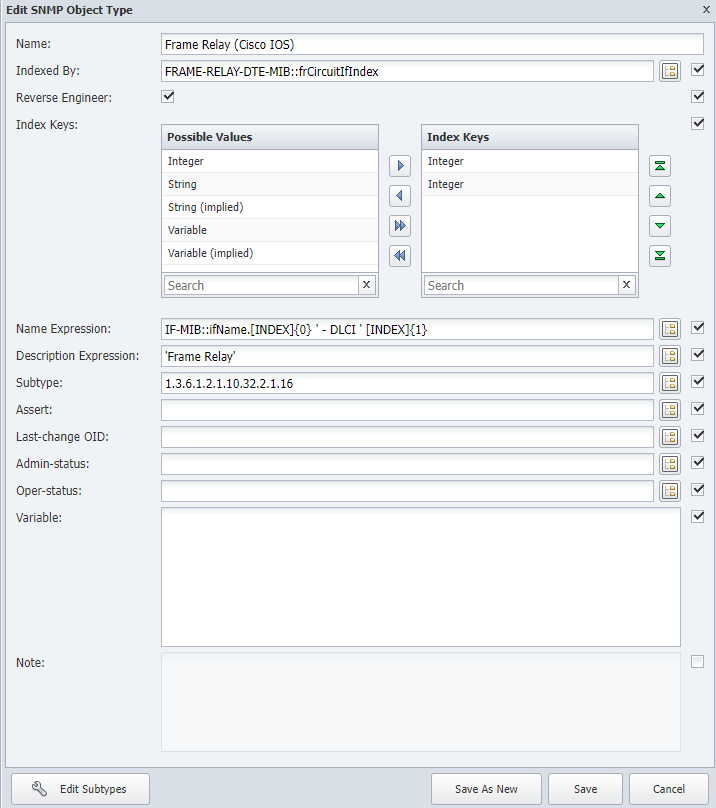 Edit SNMP Object Type x
Name: Frame Relay (Cisco IOS)
Indexed By: FRAME-RELAY-DTE-MIB::frCircuitIfIndex
Reverse Engineer:
Index Keys:
Possible Values
Integer
String
String (implied)
Variable
Variable (implied)
Search x
Index Keys
Integer
Integer
Search x
Name Expression: IF-MIB::ifName.[INDEX]{0} ' - DLCI ' [INDEX]{1}
Description Expression: 'Frame Relay'
Subtype: 1.3.6.1.2.1.10.32.2.1.16
Assert:
Last-change OID:
Admin-status:
Oper-status:
Variable:
Note:
Edit Subtypes Save As New Save Cancel